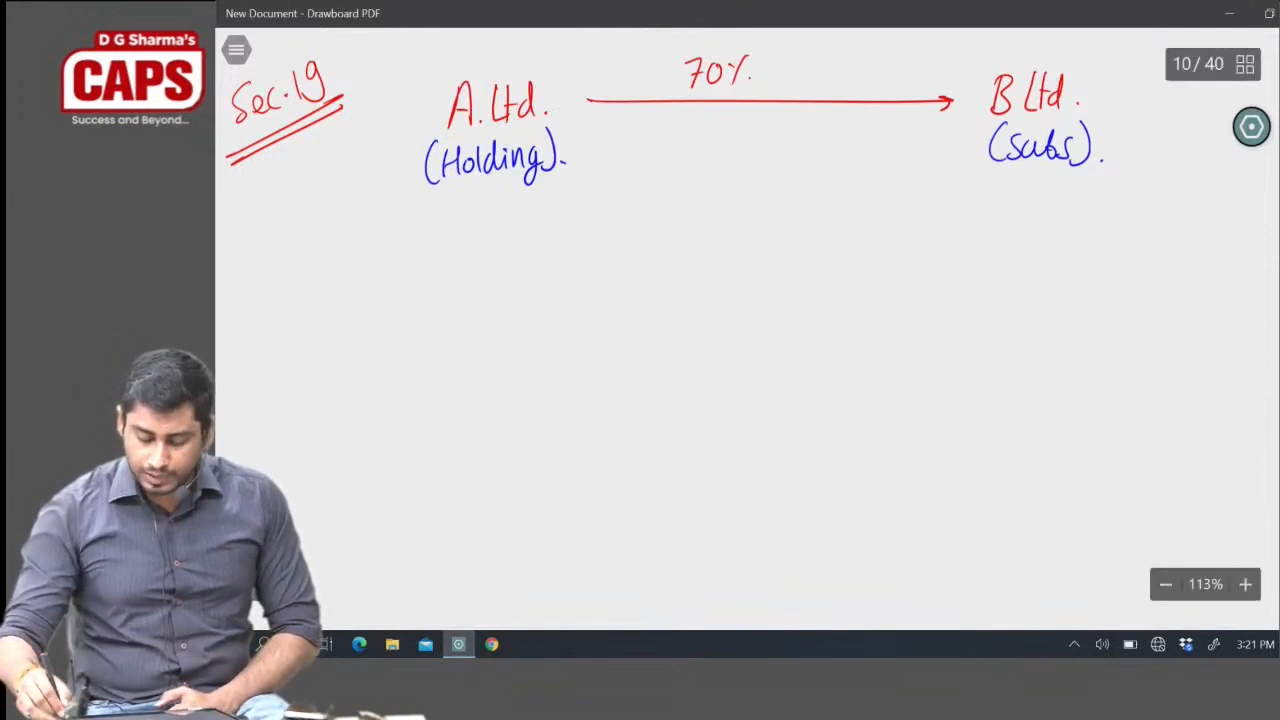 New Document - Drawboard PDF
D G Sharma's
CAPS
Success and Beyond...
10 / 40
Sec.19
A.Ltd.
70%.
B Ltd.
(Holding).
(Subs).
113%
3:21 PM